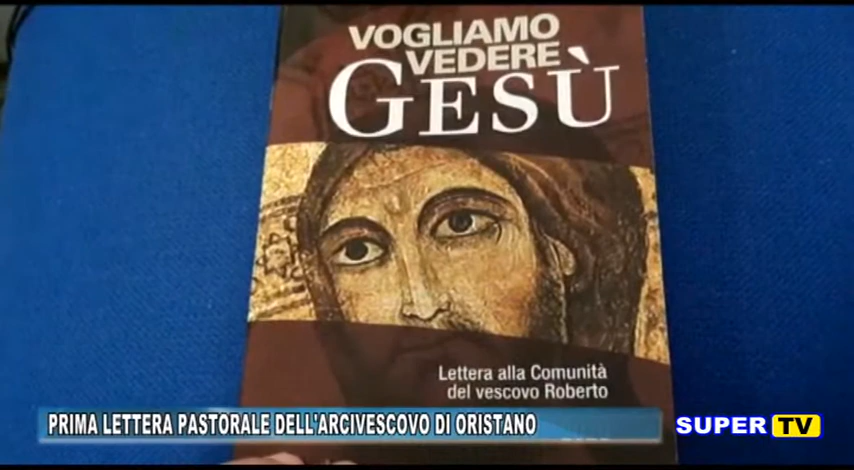 VOGLIAMO
VEDERE
GESÙ
Lettera alla Comunità
del vescovo Roberto
PRIMA LETTERA PASTORALE DELL'ARCIVESCOVO DI ORISTANO
SUPER TV